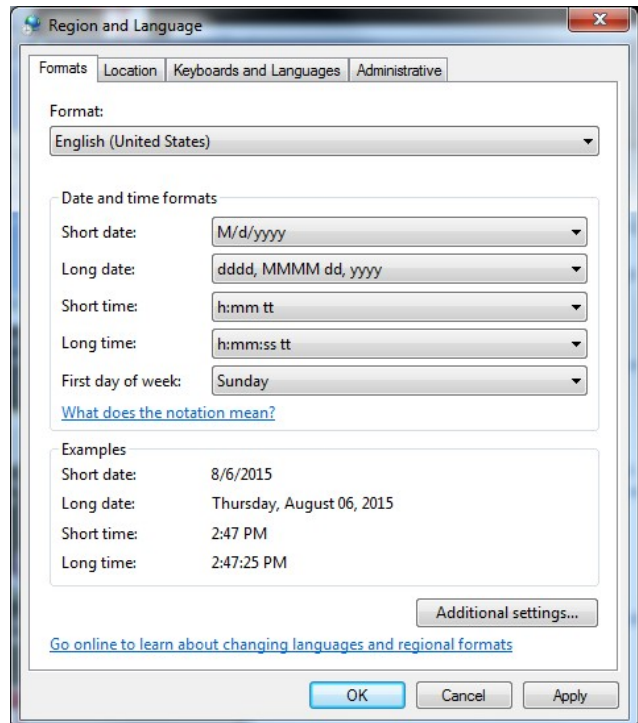 Region and Language
Formats Location Keyboards and Languages Administrative
Format:
English (United States)
Date and time formats
Short date: M/d/yyyy
Long date: dddd, MMMM dd, yyyy
Short time: h:mm tt
Long time: h:mm:ss tt
First day of week: Sunday
What does the notation mean?
Examples
Short date: 8/6/2015
Long date: Thursday, August 06, 2015
Short time: 2:47 PM
Long time: 2:47:25 PM
Additional settings...
Go online to learn about changing languages and regional formats
OK Cancel Apply